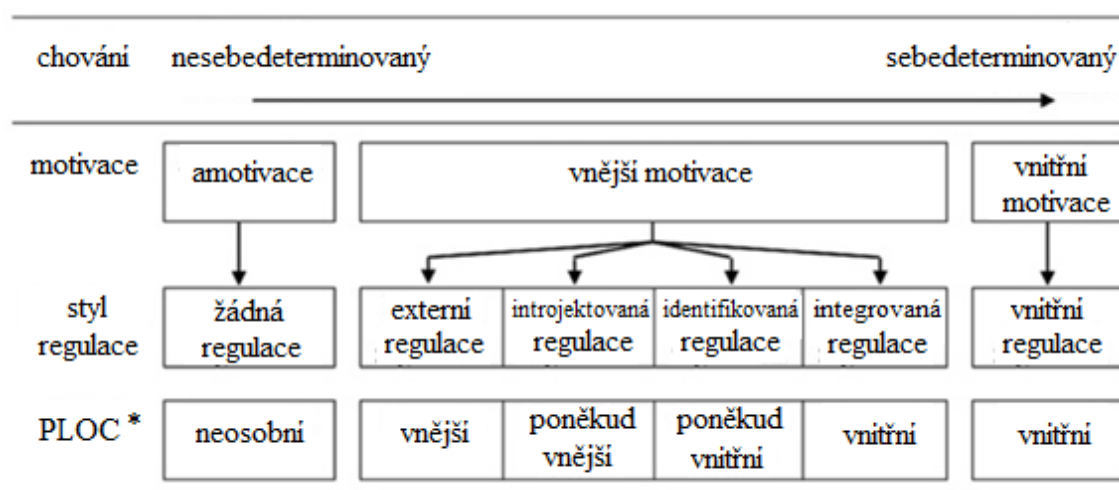 chování nesebedeterminovaný sebedeterminovaný
motivace amotivace vnější motivace vnitřní
motivace
styl žádná externí introjektovaná identifikovaná integrovaná vnitřní
regulace regulace regulace regulace regulace regulace regulace
PLOC * neosobní vnější poněkud poněkud vnitřní vnitřní
vnější vnitřní